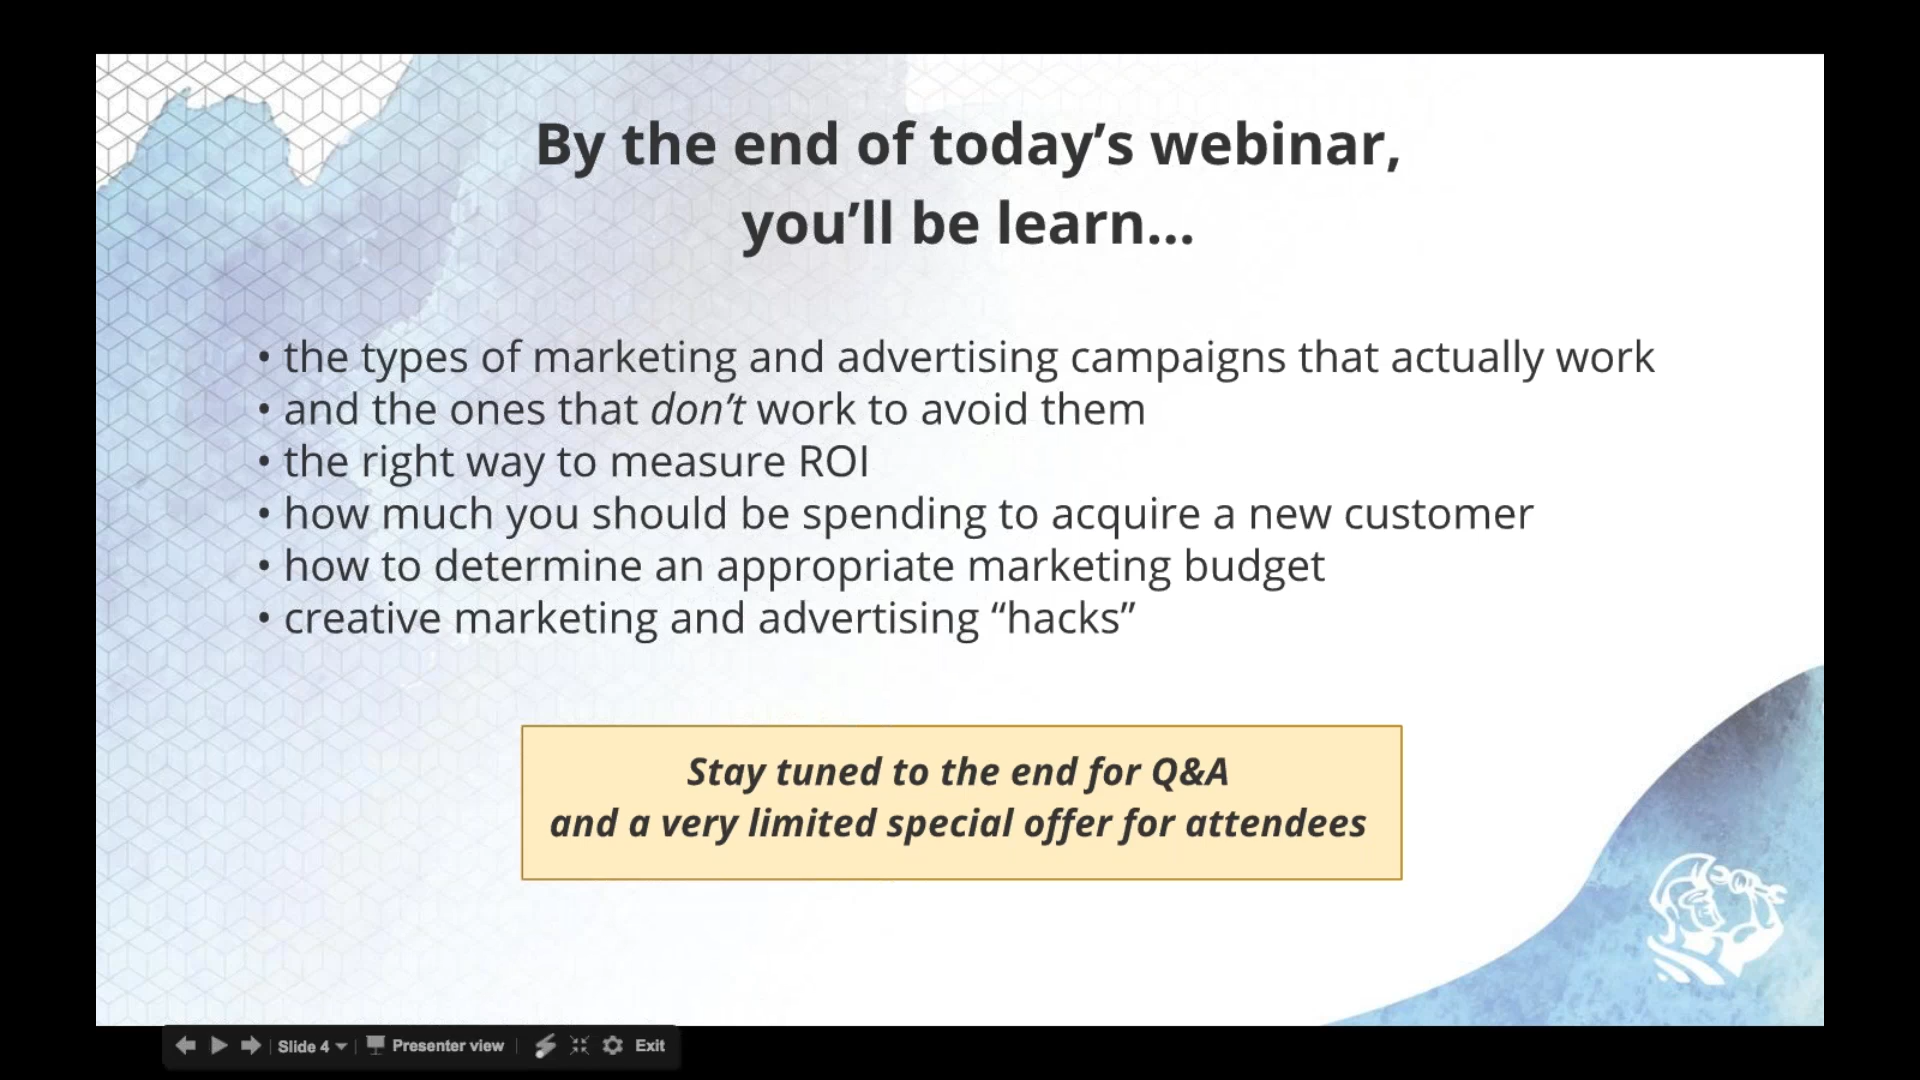 By the end of today’s webinar,
you’ll be learn...
• the types of marketing and advertising campaigns that actually work
• and the ones that don’t work to avoid them
• the right way to measure ROI
• how much you should be spending to acquire a new customer
• how to determine an appropriate marketing budget
• creative marketing and advertising “hacks”
Stay tuned to the end for Q&A
and a very limited special offer for attendees
Slide 4 Presenter view Exit